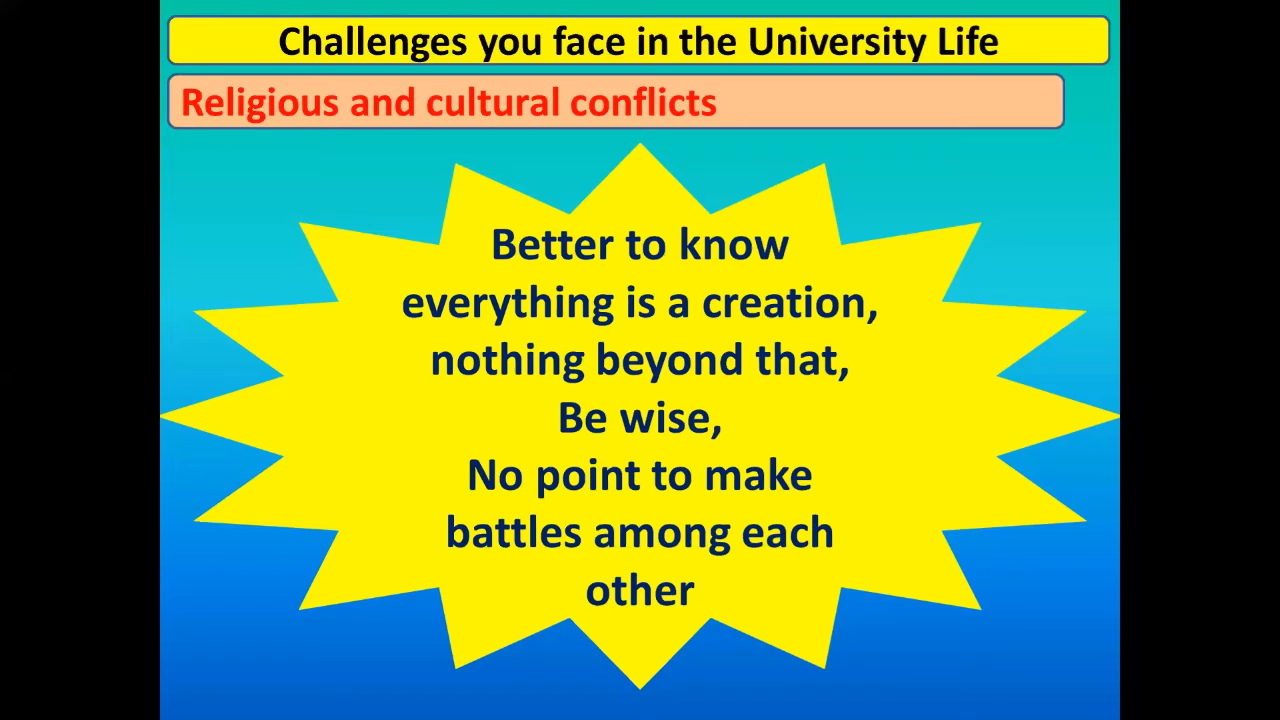 Challenges you face in the University Life
Religious and cultural conflicts
Better to know
everything is a creation,
nothing beyond that,
Be wise,
No point to make
battles among each
other